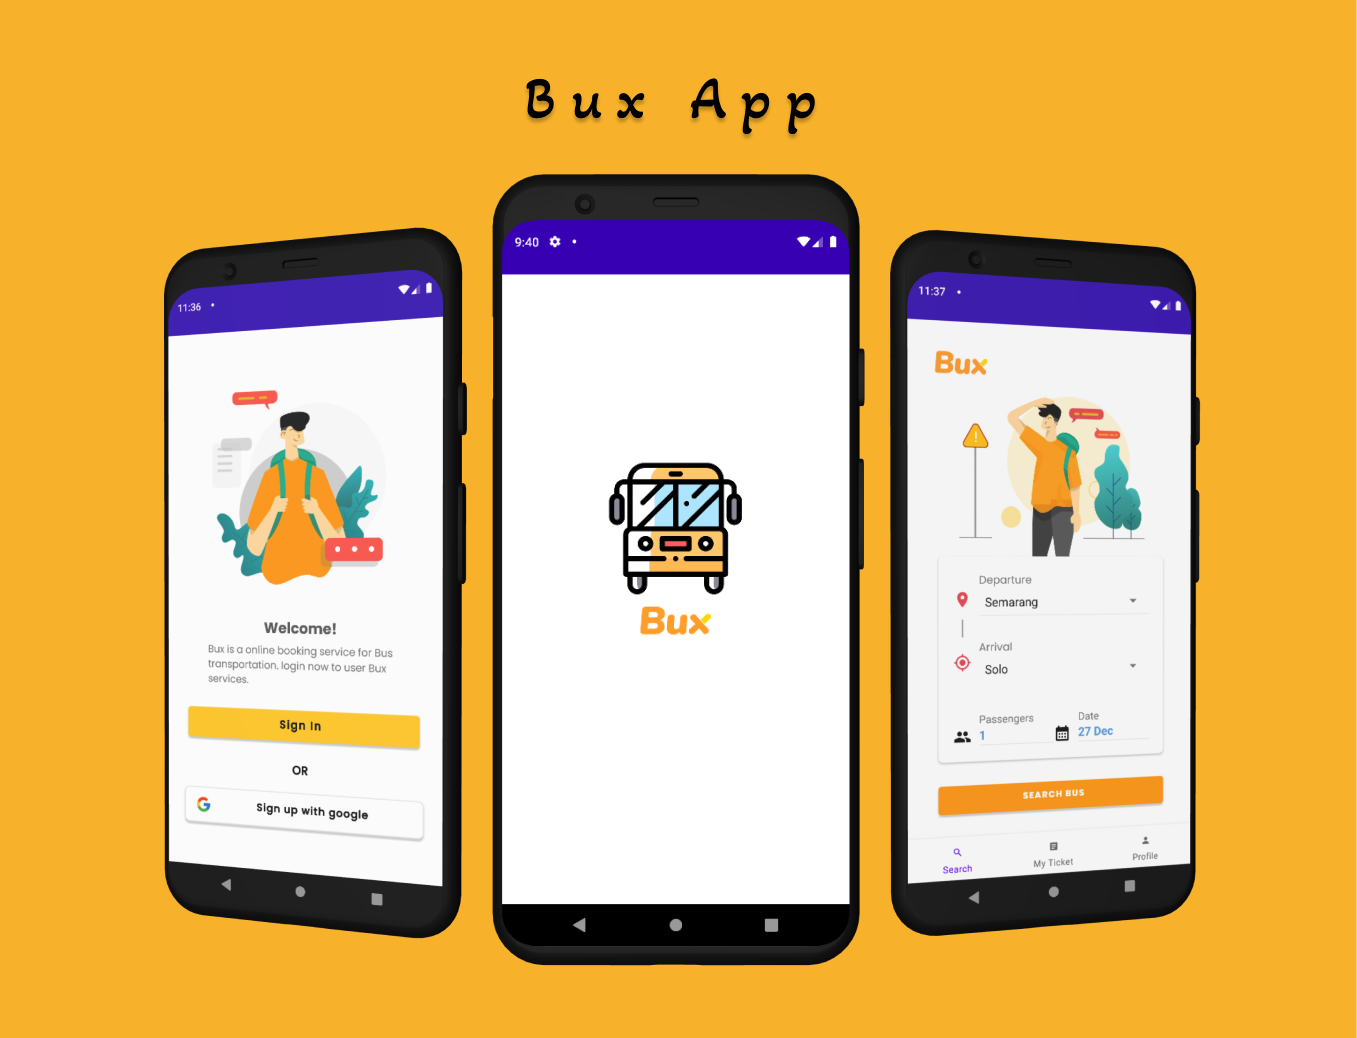 Bux App
11:36
Welcome!
Bux is a online booking service for Bus
transportation. login now to user Bux
services.
Sign In
OR
Sign up with google
9:40
Bux
11:37
Bux
Departure
Semarang
Arrival
Solo
Passengers
1
Date
27 Dec
SEARCH BUS
Search
My Ticket
Profile